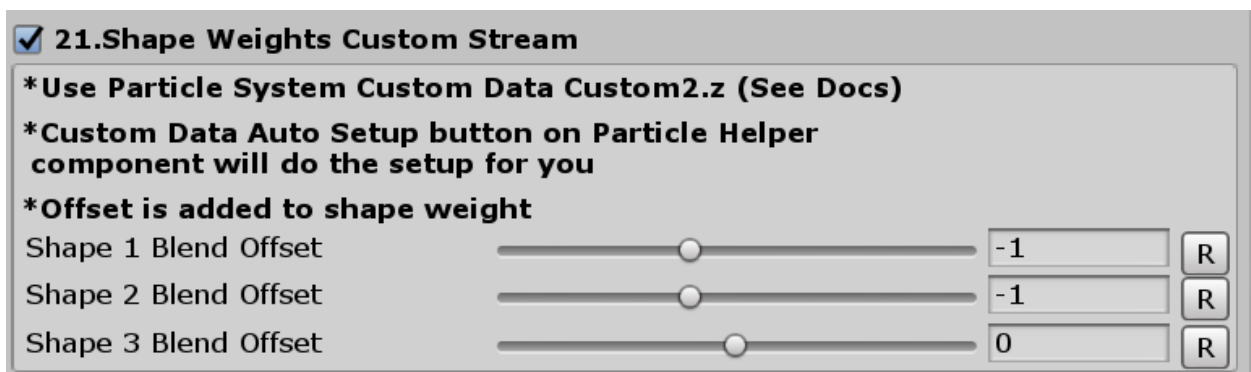 21.Shape Weights Custom Stream
*Use Particle System Custom Data Custom2.z (See Docs)
*Custom Data Auto Setup button on Particle Helper
component will do the setup for you
*Offset is added to shape weight
Shape 1 Blend Offset -1 R
Shape 2 Blend Offset -1 R
Shape 3 Blend Offset 0 R